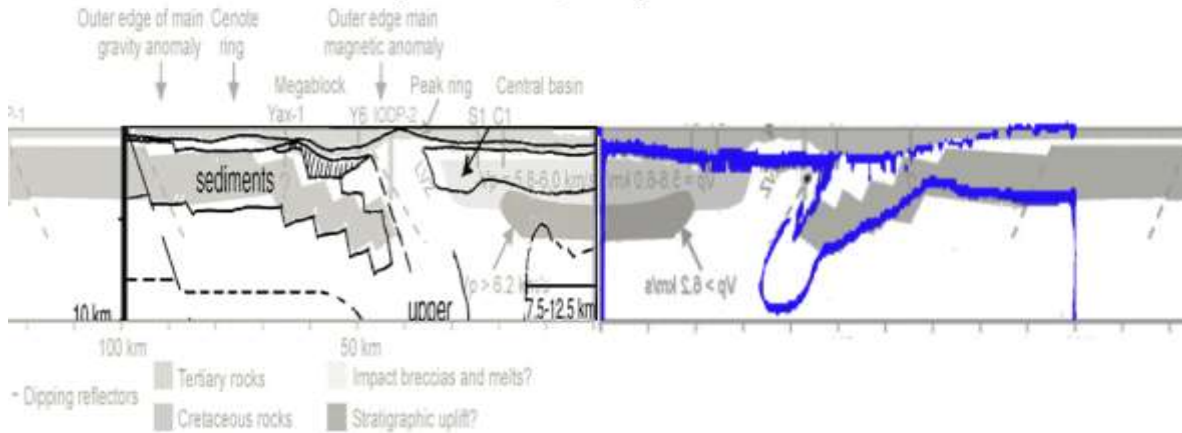 Outer edge of main
gravity anomaly
Cenote
ring
Outer edge main
magnetic anomaly
Megablock
Peak ring
Central basin
P-1
Yax-1
Y6
IODP-2
S1
C1
sediments
Vp > 6.2 km/s
Vp > 6.2 km/s
10 km
upper
7.5-12.5 km
100 km
50 km
Tertiary rocks
Impact breccias and melts?
- Dipping reflectors
Cretaceous rocks
Stratigraphic uplift?